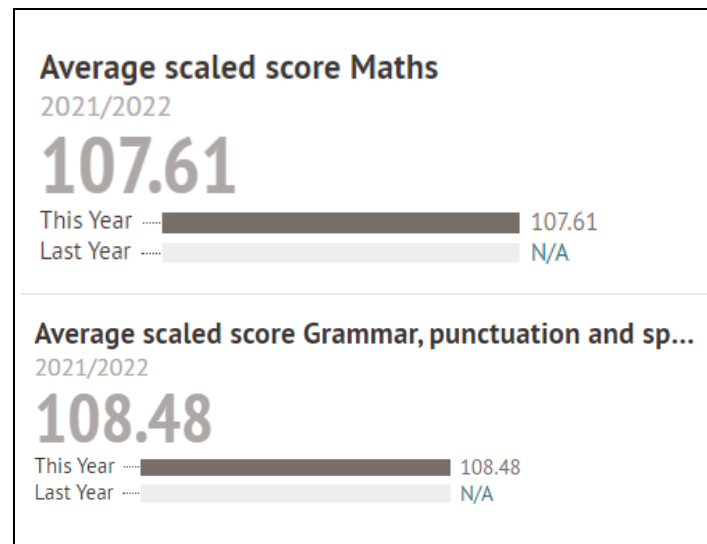 Average scaled score Maths
2021/2022
107.61
This Year 107.61
Last Year N/A
Average scaled score Grammar, punctuation and sp...
2021/2022
108.48
This Year 108.48
Last Year N/A